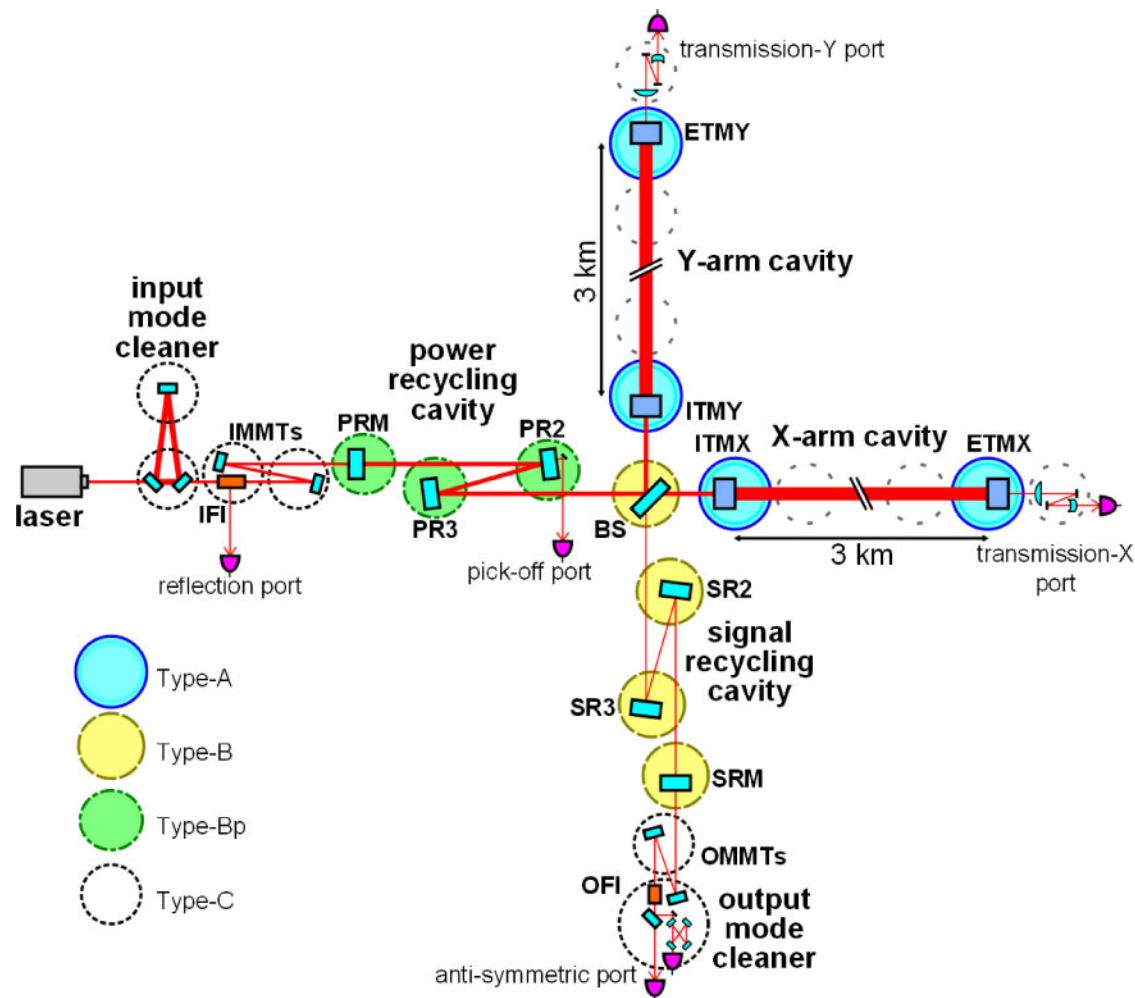 transmission-Y port
ETMY
3 km
Y-arm cavity
input
mode
cleaner
power
recycling
cavity
ITMY
IMMTs
PRM
PR2
ITMX
X-arm cavity
ETMX
laser
IFI
PR3
BS
3 km
transmission-X
port
reflection port
pick-off port
SR2
signal
recycling
cavity
Type-A
SR3
Type-B
SRM
Type-Bp
OMMTs
Type-C
OFI
output
mode
cleaner
anti-symmetric port